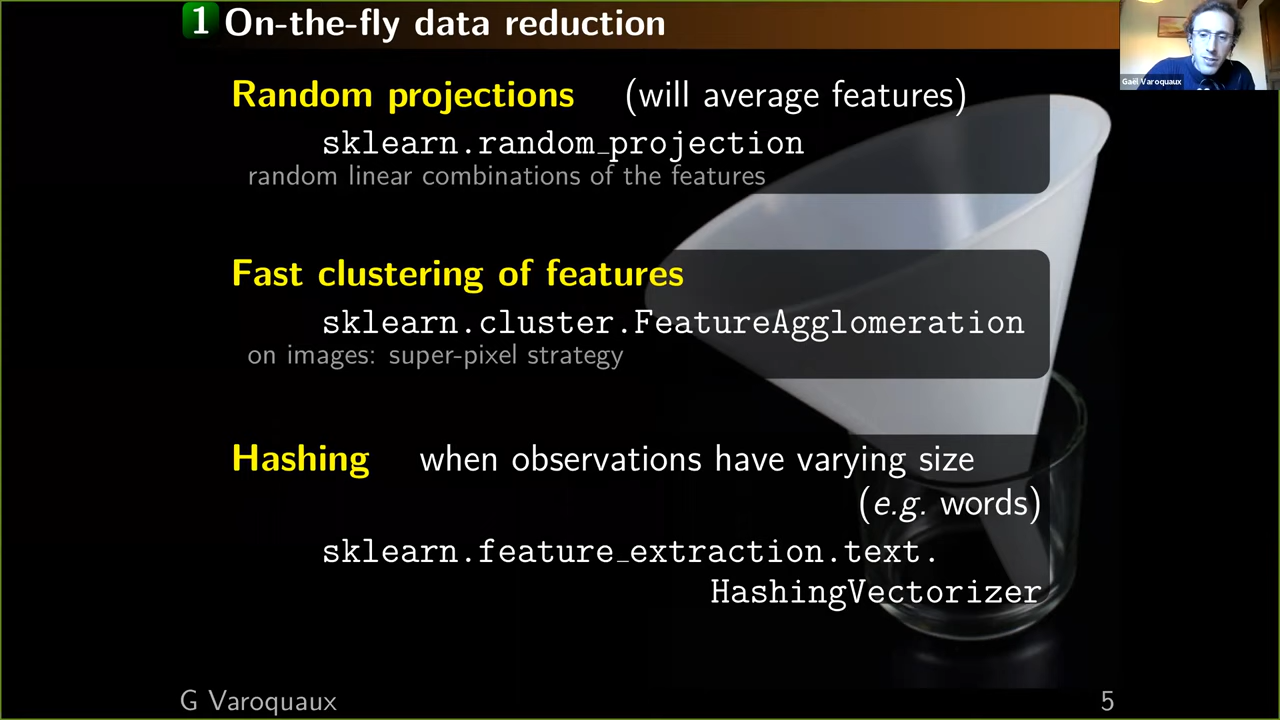 1 On-the-fly data reduction
Gaël Varoquaux
Random projections (will average features)
sklearn.random_projection
random linear combinations of the features
Fast clustering of features
sklearn.cluster.FeatureAgglomeration
on images: super-pixel strategy
Hashing when observations have varying size
(e.g. words)
sklearn.feature_extraction.text.
HashingVectorizer
G Varoquaux 5